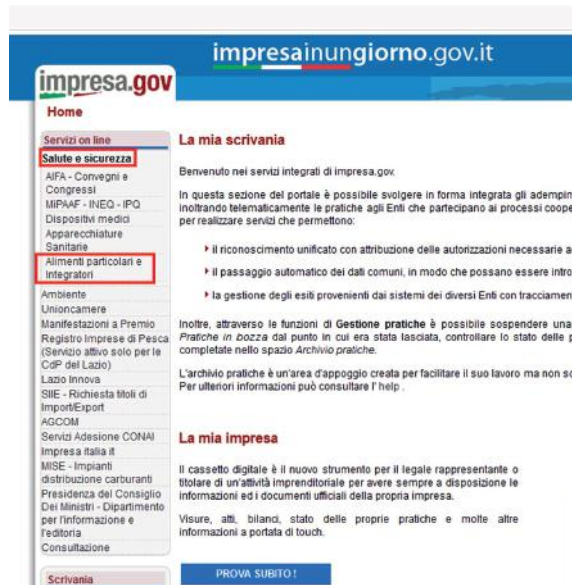 impresainungiorno.gov.it
impresa.gov
Home
Servizi on line
Salute e sicurezza
AIFA - Convegni e
Congressi
MiPAAF - INEQ - IPQ
Dispositivi medici
Apparecchiature
Sanitarie
Alimenti particolari e
Integratori
Ambiente
Unioncamere
Manifestazioni a Premio
Registro Imprese di Pesca
(Servizio attivo solo per le
CdP del Lazio)
Lazio Innova
SIIE - Richiesta titoli di
Import/Export
AGCOM
Servizi Adesione CONAI
Impresa Italia it
MISE - Impianti
distribuzione carburanti
Presidenza del Consiglio
Dei Ministri - Dipartimento
per l'informazione e
l'editoria
Consultazione
Scrivania
La mia scrivania
Benvenuto nei servizi integrati di impresa.gov.
In questa sezione del portale è possibile svolgere in forma integrata gli
inoltrando telematicamente le pratiche agli Enti che partecipano ai processi
per realizzare servizi che permettono:
il riconoscimento unificato con attribuzione delle autorizzazioni necessarie
il passaggio automatico dei dati comuni, in modo che possano essere
la gestione degli esiti provenienti dai sistemi dei diversi Enti con
Inoltre, attraverso le funzioni di Gestione pratiche è possibile sospendere una
Pratiche in bozza dal punto in cui era stata lasciata, controllare lo stato delle
completate nello spazio Archivio pratiche.
L'archivio pratiche è un'area d'appoggio creata per facilitare il suo lavoro ma non
Per ulteriori informazioni può consultare l' help .
La mia impresa
Il cassetto digitale è il nuovo strumento per il legale rappresentante o
titolare di un'attività imprenditoriale per avere sempre a disposizione le
informazioni ed i documenti ufficiali della propria impresa.
Visure, atti, bilanci, stato delle proprie pratiche e molte altre
informazioni a portata di touch.
PROVA SUBITO !